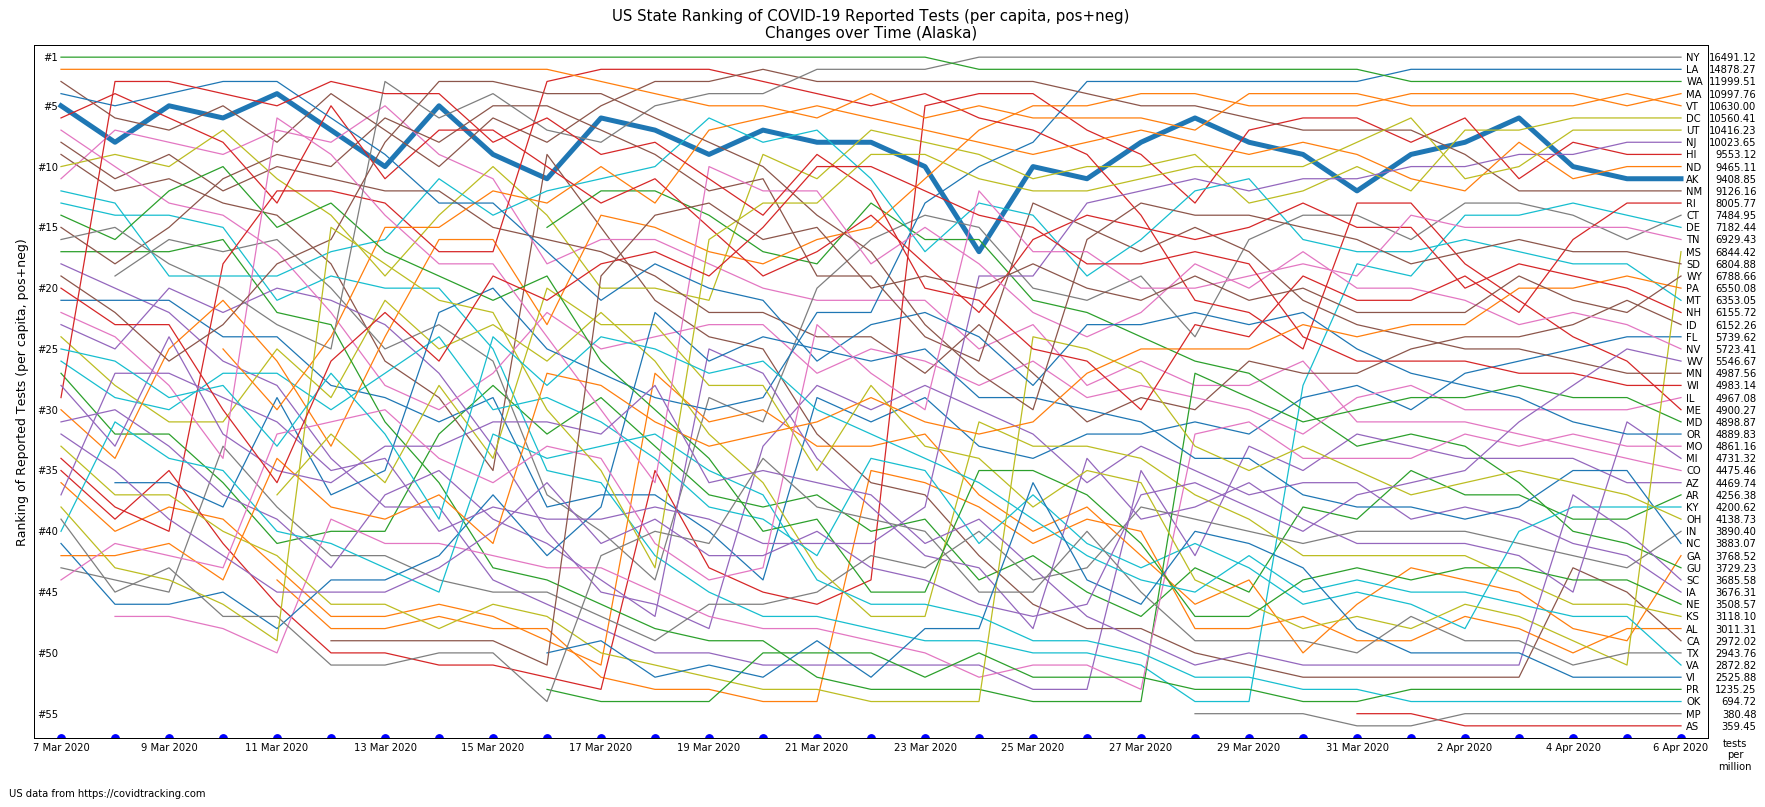 US State Ranking of COVID-19 Reported Tests (per capita, pos+neg)
Changes over Time (Alaska)
Ranking of Reported Tests (per capita, pos+neg)
#1
#5
#10
#15
#20
#25
#30
#35
#40
#45
#50
#55
NY 16491.12
LA 14878.27
WA 11999.51
MA 10997.76
VT 10630.00
DC 10560.41
UT 10416.23
NJ 10023.65
HI 9553.12
ND 9465.11
AK 9408.85
NM 9126.16
RI 8005.77
CT 7484.95
DE 7182.44
TN 6929.43
MS 6844.42
SD 6804.88
WY 6788.66
PA 6550.08
MT 6353.05
NH 6155.72
ID 6152.26
FL 5739.62
NV 5723.41
WV 5546.67
MN 4987.56
WI 4983.14
IL 4967.08
ME 4900.27
MD 4898.87
OR 4889.83
MO 4861.16
MI 4731.32
CO 4475.46
AZ 4469.74
AR 4256.38
KY 4200.62
OH 4138.73
IN 3890.40
NC 3883.07
GA 3768.52
GU 3729.23
SC 3685.58
IA 3676.31
NE 3508.57
KS 3118.10
AL 3011.31
CA 2972.02
TX 2943.76
VA 2872.82
VI 2525.88
PR 1235.25
OK 694.72
MP 380.48
AS 359.45
7 Mar 2020 9 Mar 2020 11 Mar 2020 13 Mar 2020 15 Mar 2020 17 Mar 2020 19 Mar 2020 21 Mar 2020 23 Mar 2020 25 Mar 2020 27 Mar 2020 29 Mar 2020 31 Mar 2020 2 Apr 2020 4 Apr 2020 6 Apr 2020
tests
per
million
US data from https://covidtracking.com